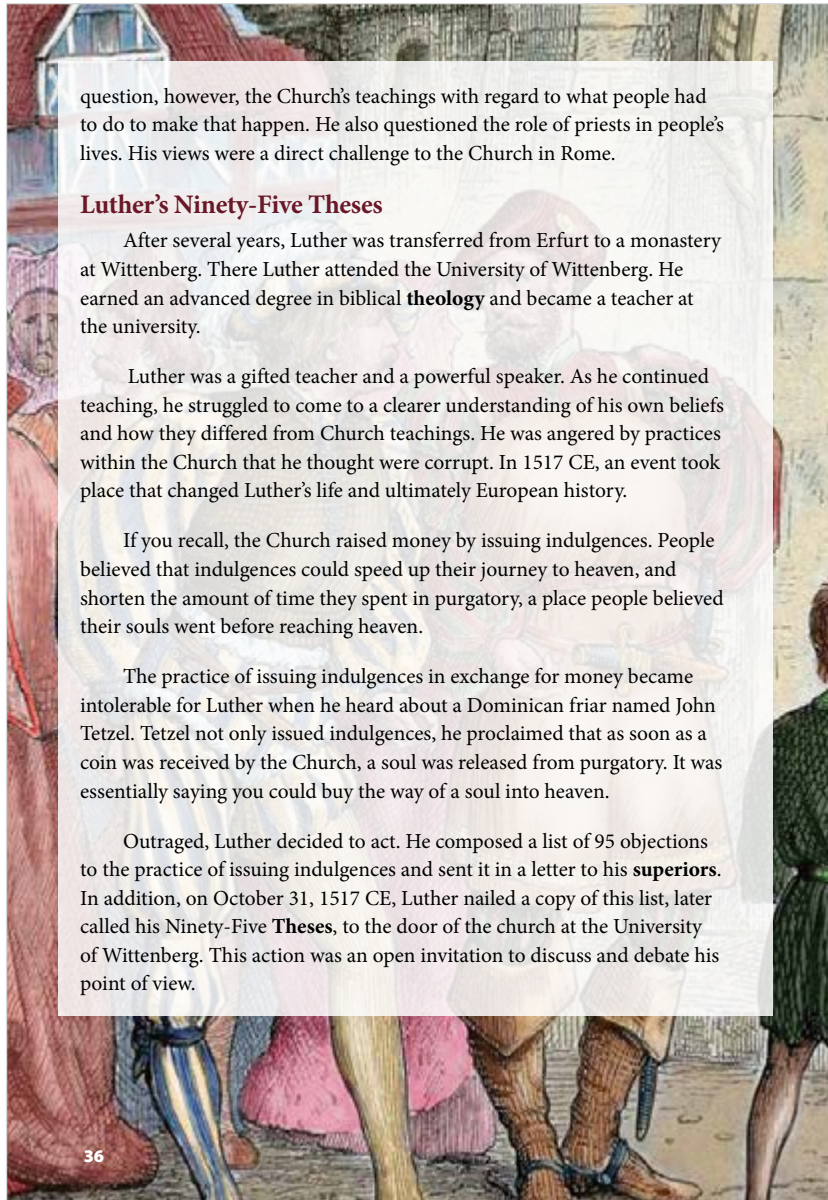 question, however, the Church’s teachings with regard to what people had
to do to make that happen. He also questioned the role of priests in people’s
lives. His views were a direct challenge to the Church in Rome.
Luther’s Ninety-Five Theses
After several years, Luther was transferred from Erfurt to a monastery
at Wittenberg. There Luther attended the University of Wittenberg. He
earned an advanced degree in biblical theology and became a teacher at
the university.
Luther was a gifted teacher and a powerful speaker. As he continued
teaching, he struggled to come to a clearer understanding of his own beliefs
and how they differed from Church teachings. He was angered by practices
within the Church that he thought were corrupt. In 1517 CE, an event took
place that changed Luther’s life and ultimately European history.
If you recall, the Church raised money by issuing indulgences. People
believed that indulgences could speed up their journey to heaven, and
shorten the amount of time they spent in purgatory, a place people believed
their souls went before reaching heaven.
The practice of issuing indulgences in exchange for money became
intolerable for Luther when he heard about a Dominican friar named John
Tetzel. Tetzel not only issued indulgences, he proclaimed that as soon as a
coin was received by the Church, a soul was released from purgatory. It was
essentially saying you could buy the way of a soul into heaven.
Outraged, Luther decided to act. He composed a list of 95 objections
to the practice of issuing indulgences and sent it in a letter to his superiors.
In addition, on October 31, 1517 CE, Luther nailed a copy of this list, later
called his Ninety-Five Theses, to the door of the church at the University
of Wittenberg. This action was an open invitation to discuss and debate his
point of view.
36